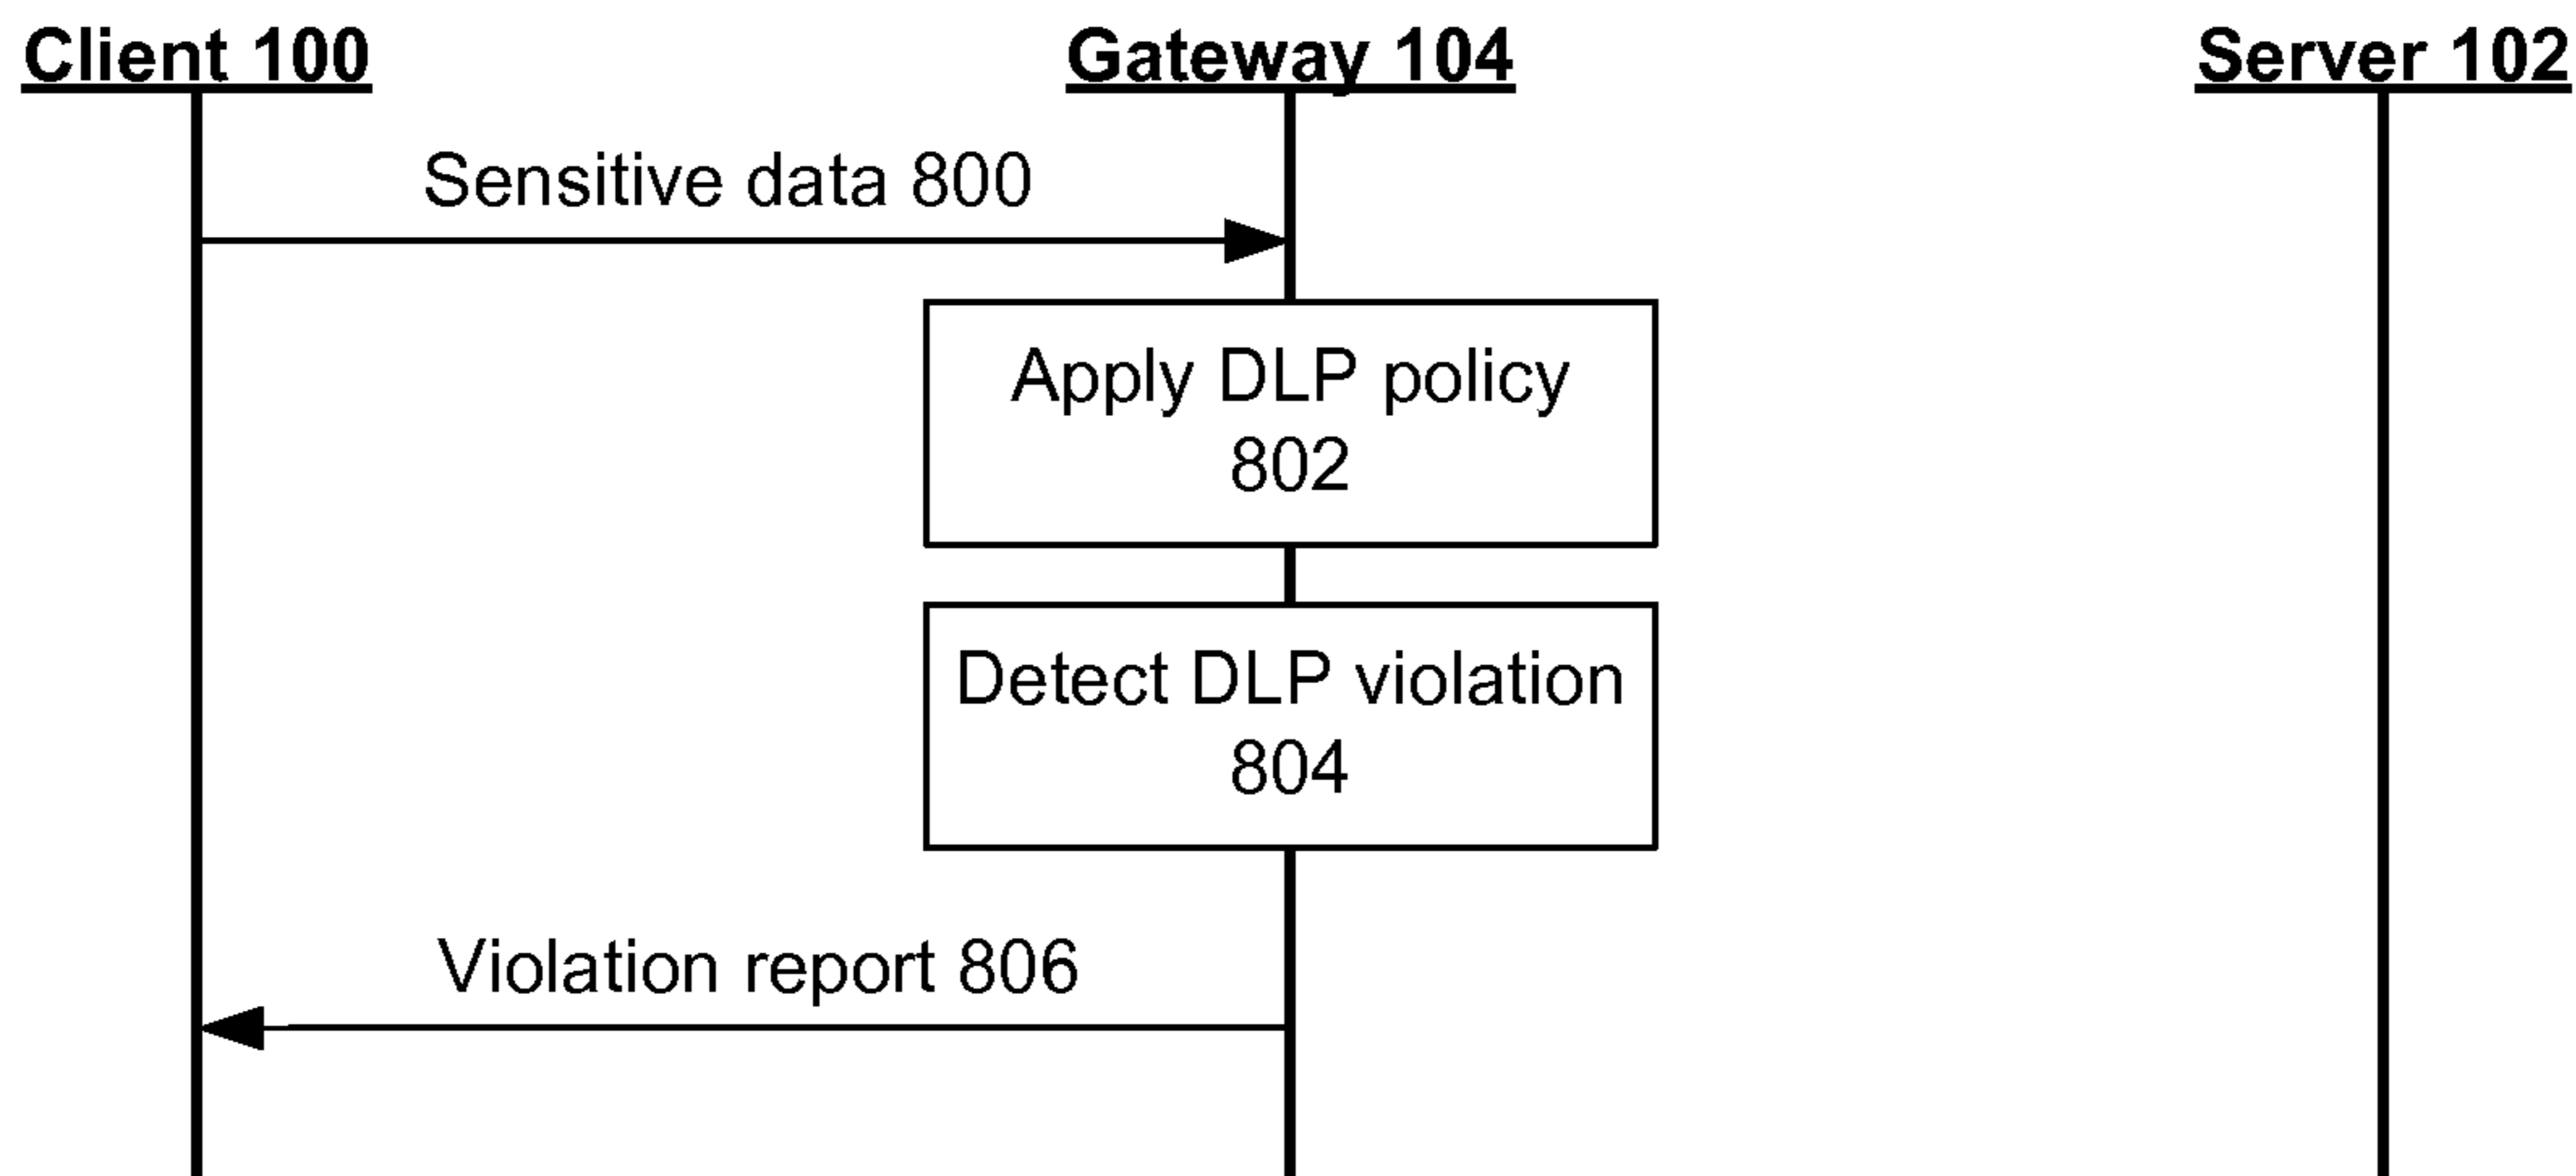 Client 100
Gateway 104
Server 102
Sensitive data 800
Apply DLP policy
802
Detect DLP violation
804
Violation report 806